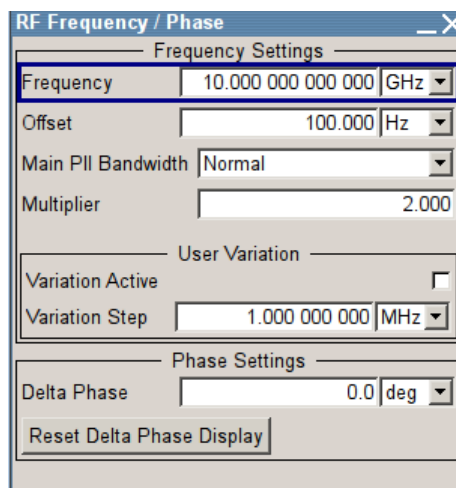 RF Frequency / Phase
Frequency Settings
Frequency 10.000 000 000 000 GHz
Offset 100.000 Hz
Main Pll Bandwidth Normal
Multiplier 2.000
User Variation
Variation Active
Variation Step 1.000 000 000 MHz
Phase Settings
Delta Phase 0.0 deg
Reset Delta Phase Display